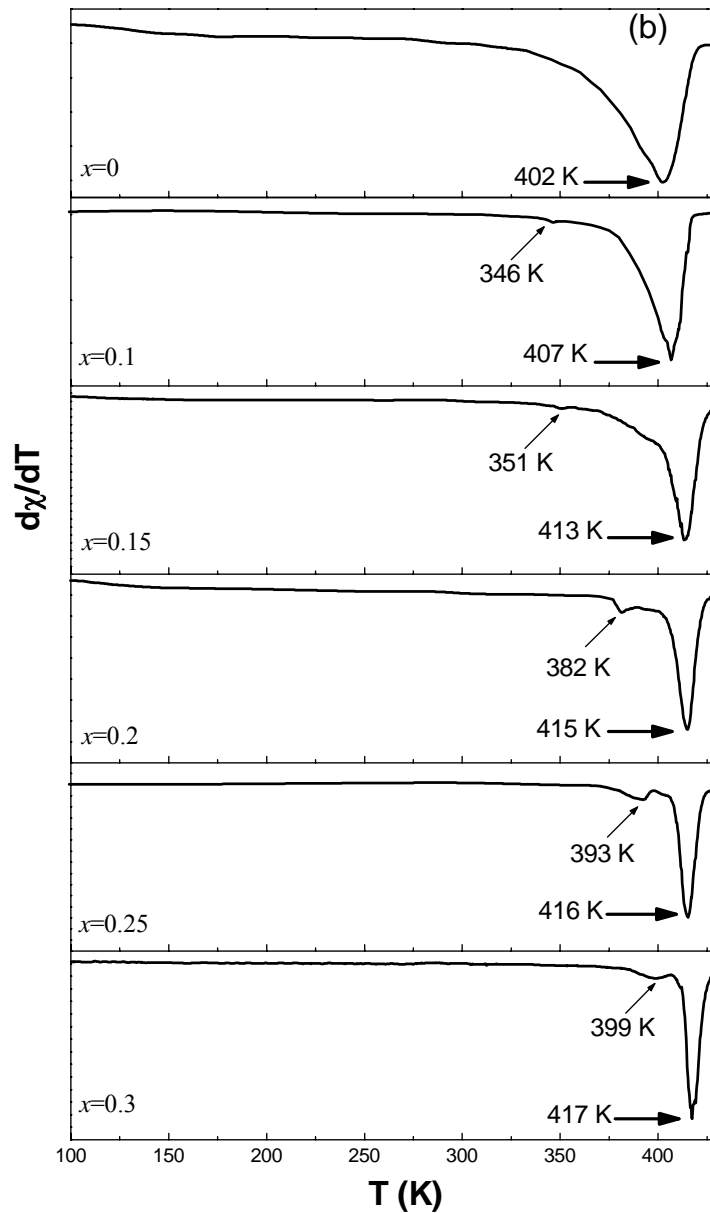 (b)
402 K
x=0
346 K
407 K
x=0.1
351 K
413 K
x=0.15
382 K
415 K
x=0.2
393 K
416 K
x=0.25
399 K
417 K
x=0.3
dχ/dT
100 150 200 250 300 350 400
T (K)